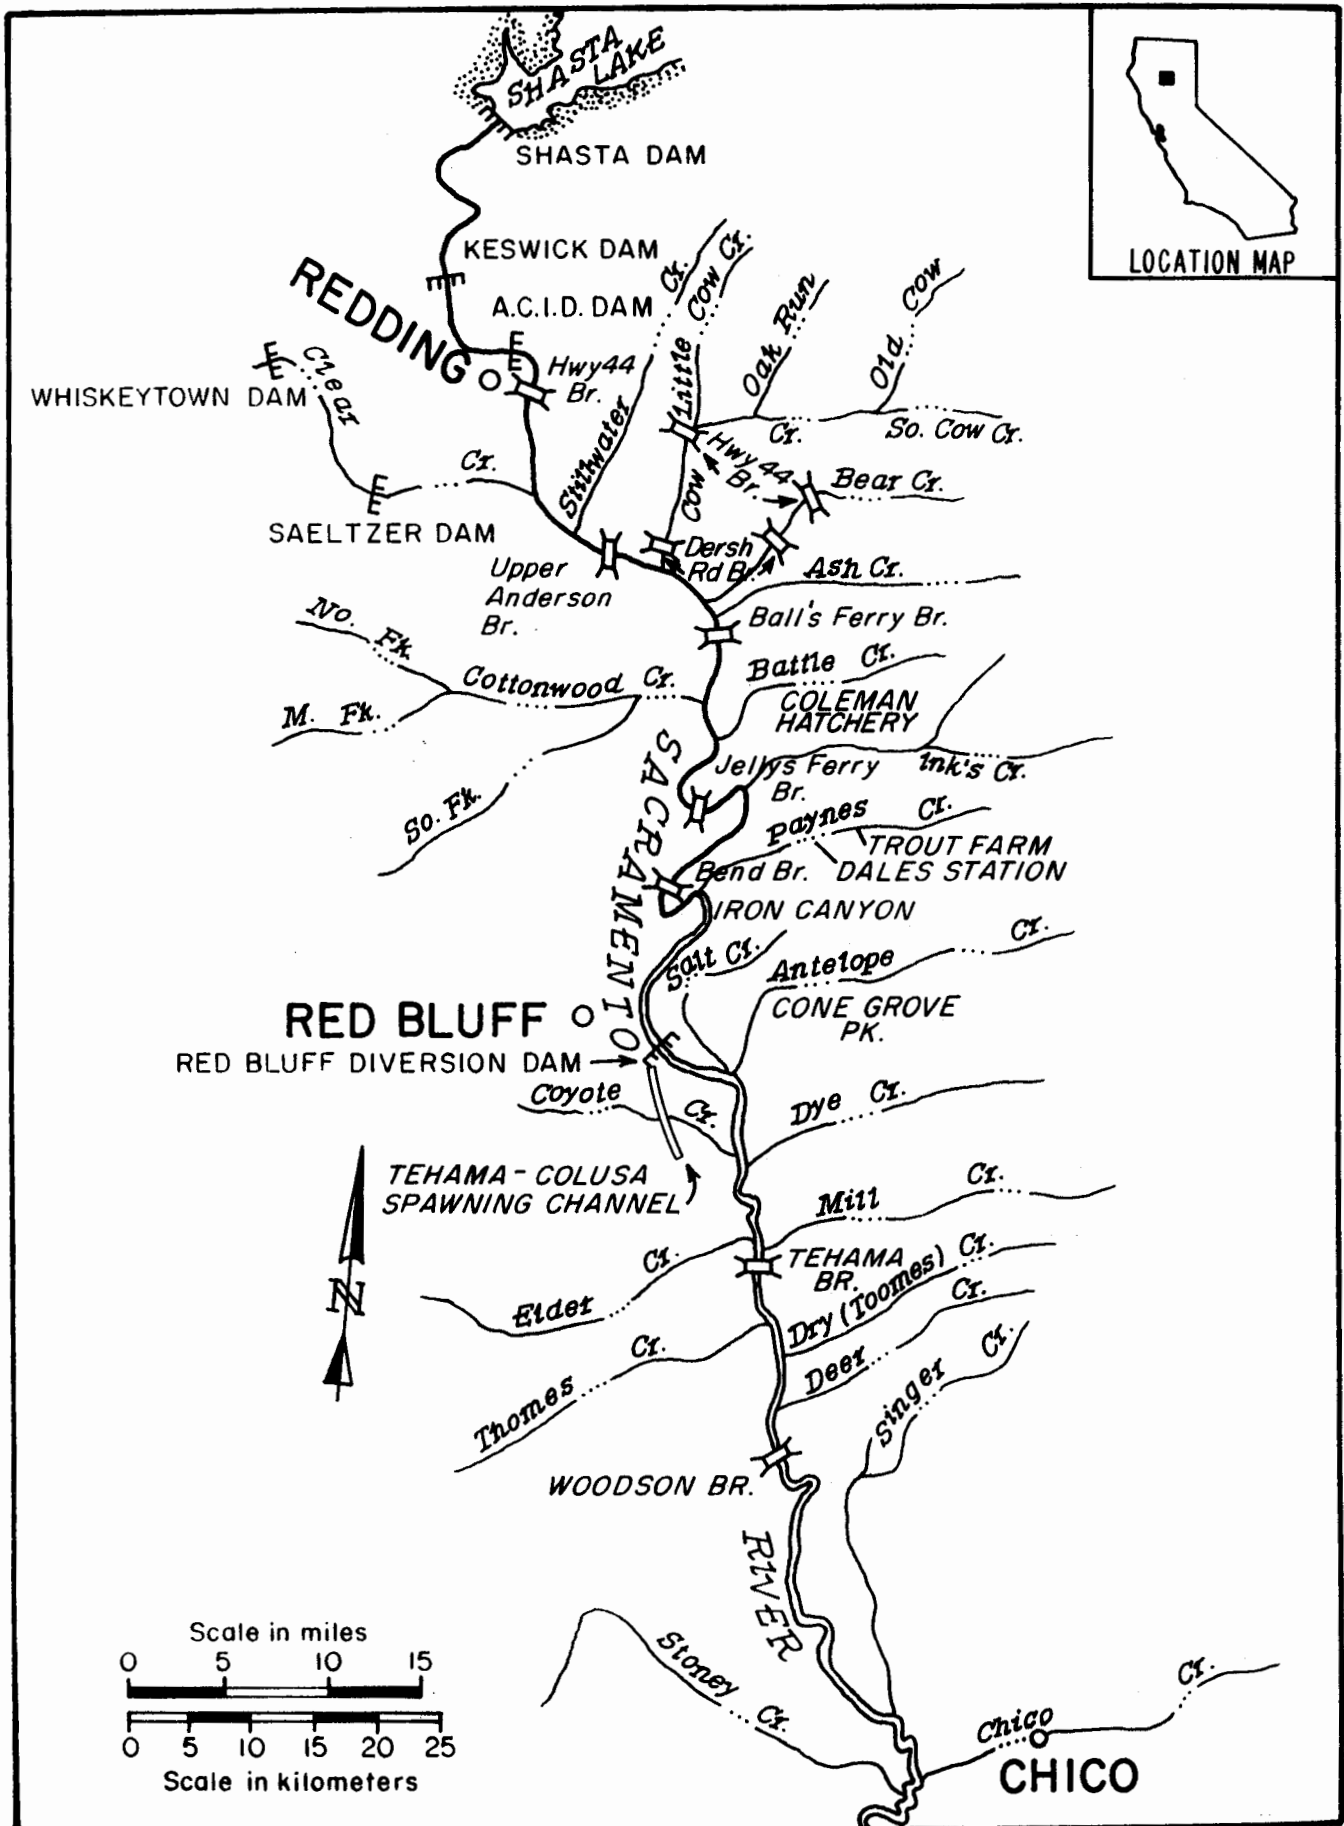 SHASTA
LAKE
SHASTA DAM
LOCATION MAP
KESWICK DAM
REDDING
A.C.I.D. DAM
Hwy 44
Br.
WHISKEYTOWN DAM
Clear
Cr.
SAELTZER DAM
Stillwater
Cr.
Little Cow Cr.
Oak Run
Old Cow
Cr.
So. Cow Cr.
Hwy 44
Br.
Cow
Bear Cr.
Dersh
Rd Br.
Ash Cr.
Upper
Anderson
Br.
Ball's Ferry Br.
No. Fk.
Cottonwood Cr.
M. Fk.
So. Fk.
Battle Cr.
COLEMAN
HATCHERY
Jellys Ferry
Br.
Ink's Cr.
SACRAMENTO
Paynes Cr.
TROUT FARM
DALES STATION
Bend Br.
IRON CANYON
Salt Cr.
Antelope Cr.
CONE GROVE
PK.
RED BLUFF
RED BLUFF DIVERSION DAM
Coyote Cr.
Dye Cr.
TEHAMA-COLUSA
SPAWNING CHANNEL
Mill Cr.
N
Elder Cr.
TEHAMA
BR.
Dry (Toomes) Cr.
Thomes Cr.
Deer Cr.
Singer Cr.
WOODSON BR.
RIVER
Stoney Cr.
Chico Cr.
CHICO
Scale in miles
0 5 10 15
0 5 10 15 20 25
Scale in kilometers